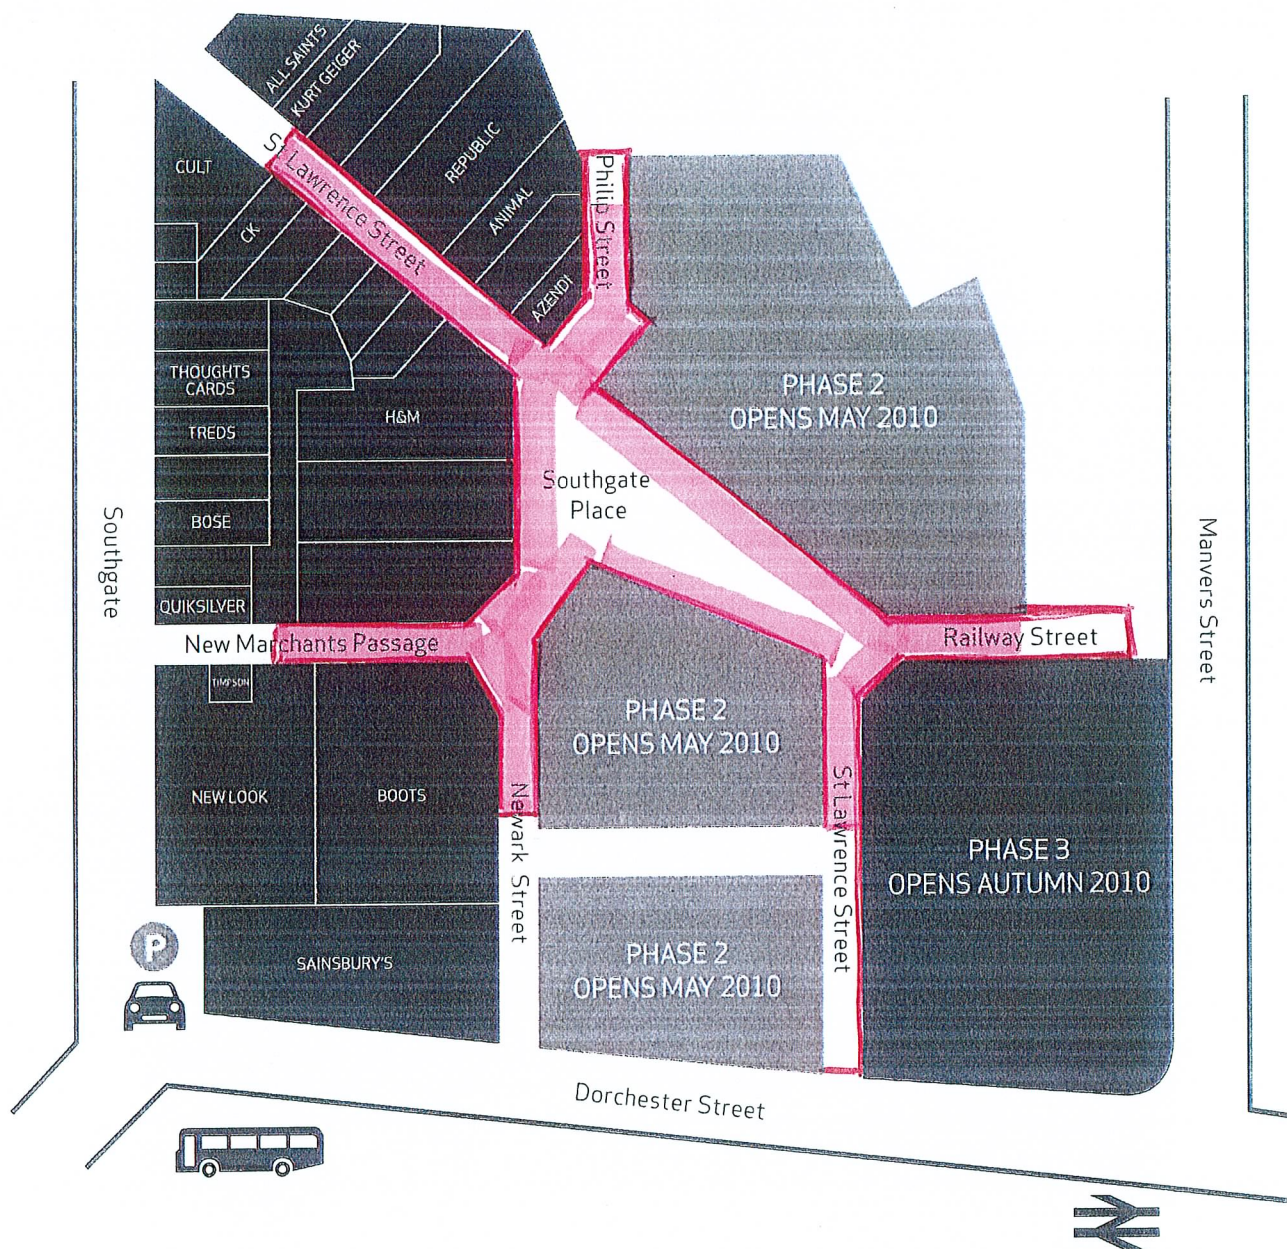 ALL SAINTS
KURT GEIGER
St Lawrence Street
CULT
CK
REPUBLIC
ANIMAL
AZENDI
Philip Street
THOUGHTS
CARDS
TREDS
BOSE
QUIKSILVER
H&M
PHASE 2
OPENS MAY 2010
Southgate
Place
Southgate
Manvers Street
New Marchants Passage
Railway Street
TIMPSON
NEW LOOK
BOOTS
PHASE 2
OPENS MAY 2010
Newark Street
St Lawrence Street
PHASE 3
OPENS AUTUMN 2010
P
SAINSBURY'S
PHASE 2
OPENS MAY 2010
Dorchester Street